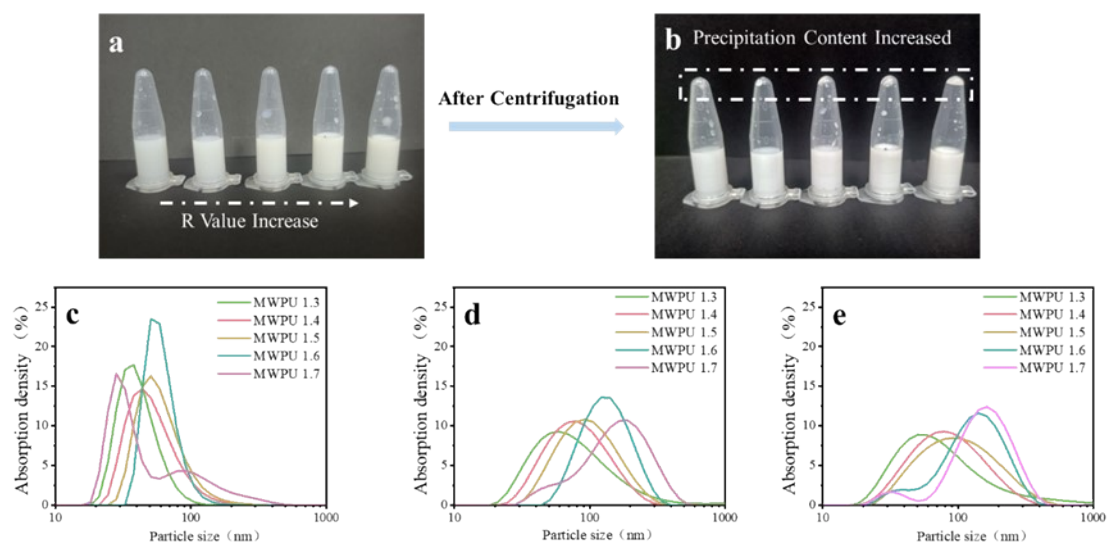 a
R Value Increase
After Centrifugation
b
Precipitation Content Increased
c
MWPU 1.3
MWPU 1.4
MWPU 1.5
MWPU 1.6
MWPU 1.7
25
20
15
10
5
0
Absorption density （%）
10
100
1000
Particle size（nm）
d
MWPU 1.3
MWPU 1.4
MWPU 1.5
MWPU 1.6
MWPU 1.7
25
20
15
10
5
0
Absorption density （%）
10
100
1000
Particle size（nm）
e
MWPU 1.3
MWPU 1.4
MWPU 1.5
MWPU 1.6
MWPU 1.7
25
20
15
10
5
0
Absorption density （%）
10
100
1000
Particle size（nm）